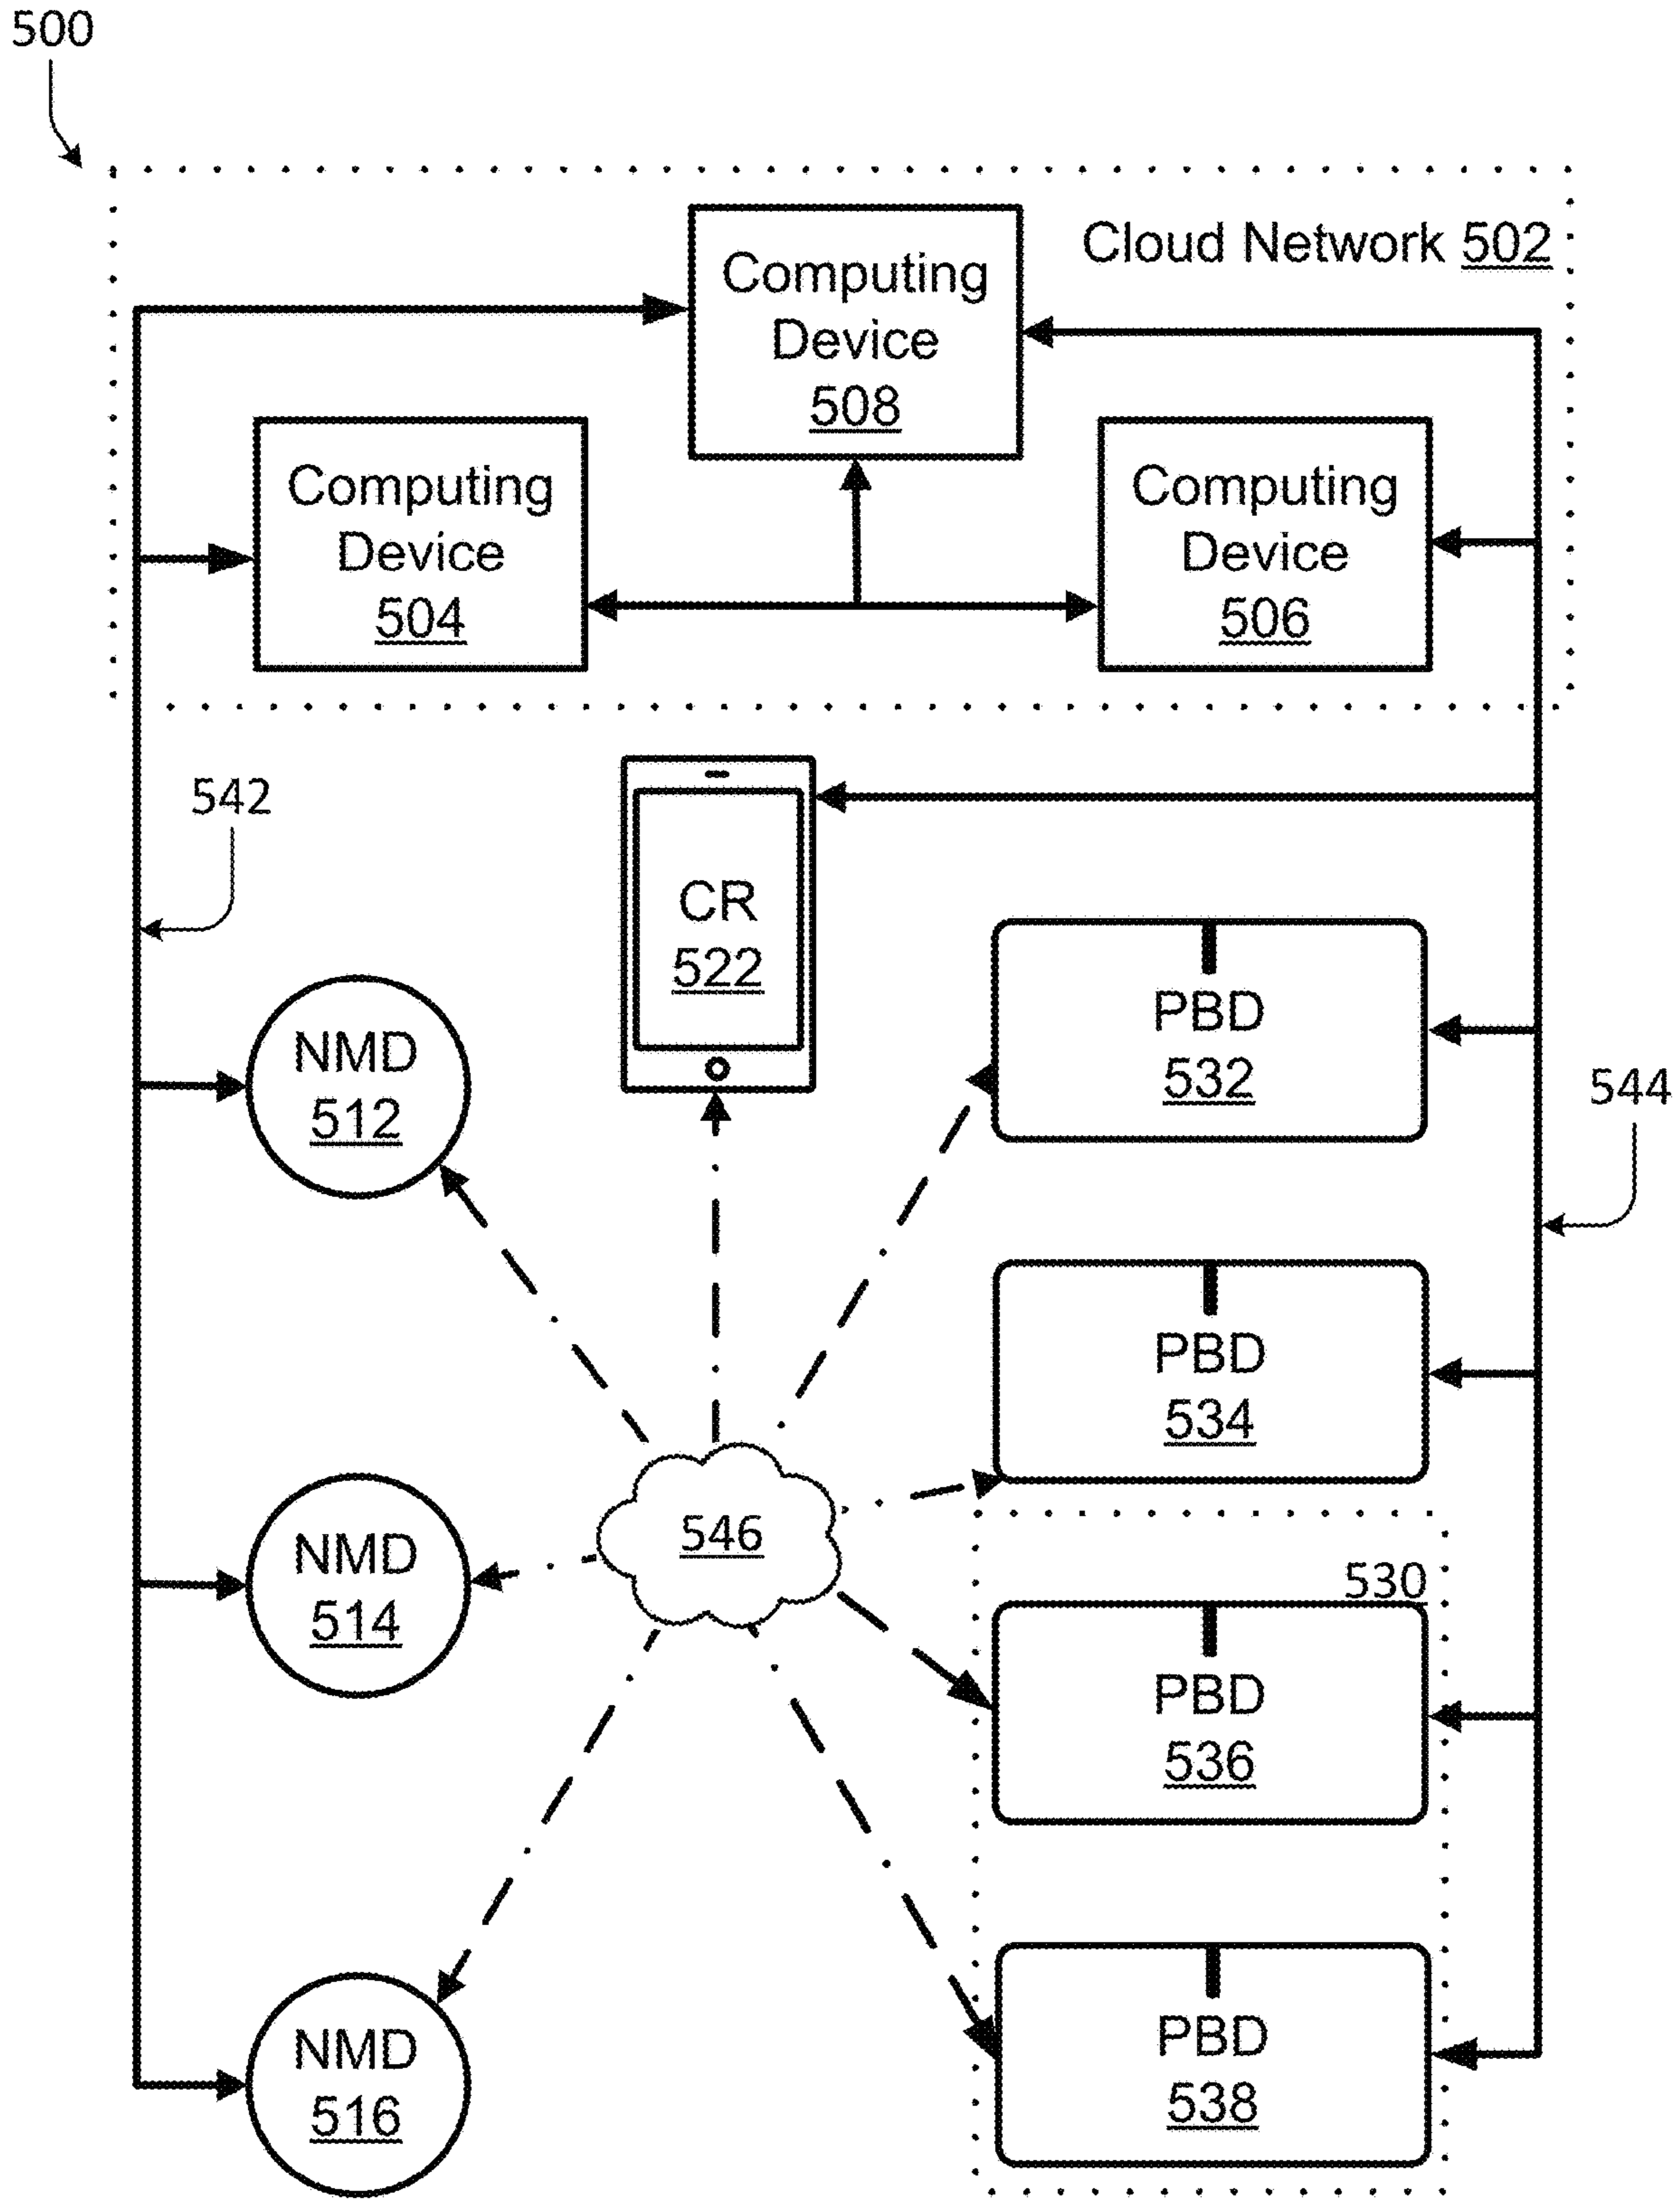 500
Cloud Network 502
Computing
Device
508
Computing
Device
504
Computing
Device
506
542
CR
522
PBD
532
NMD
512
544
PBD
534
546
NMD
514
530
PBD
536
NMD
516
PBD
538